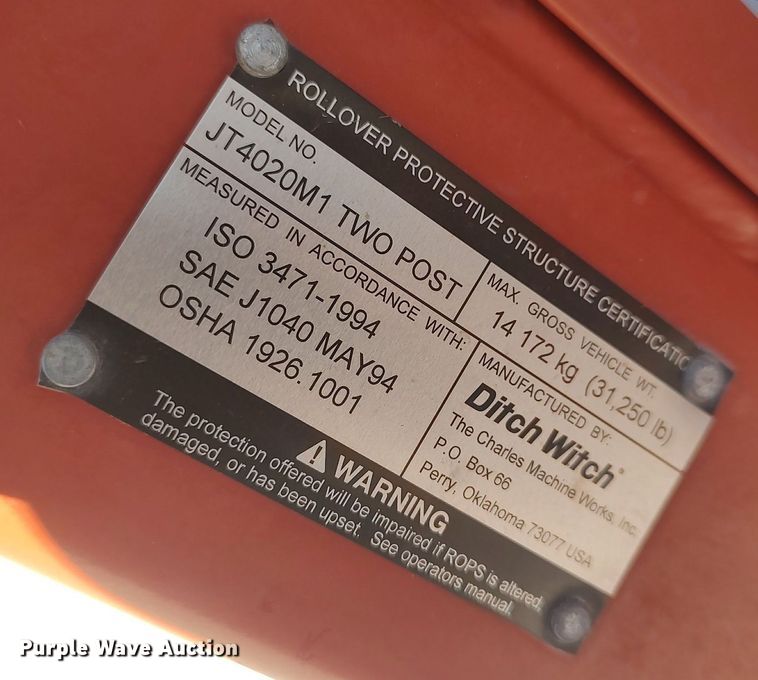 ROLLOVER PROTECTIVE STRUCTURE CERTIFICATIO
MODEL NO.
JT4020M1 TWO POST
MAX. GROSS VEHICLE WT.
14 172 kg (31,250 lb)
MEASURED IN ACCORDANCE WITH:
ISO 3471-1994
SAE J1040 MAY94
OSHA 1926.1001
MANUFACTURED BY:
Ditch Witch®
The Charles Machine Works, Inc.
P.O. Box 66
Perry, Oklahoma 73077 USA
WARNING
The protection offered will be impaired if ROPS is altered,
damaged, or has been upset. See operators manual.
Purple Wave Auction